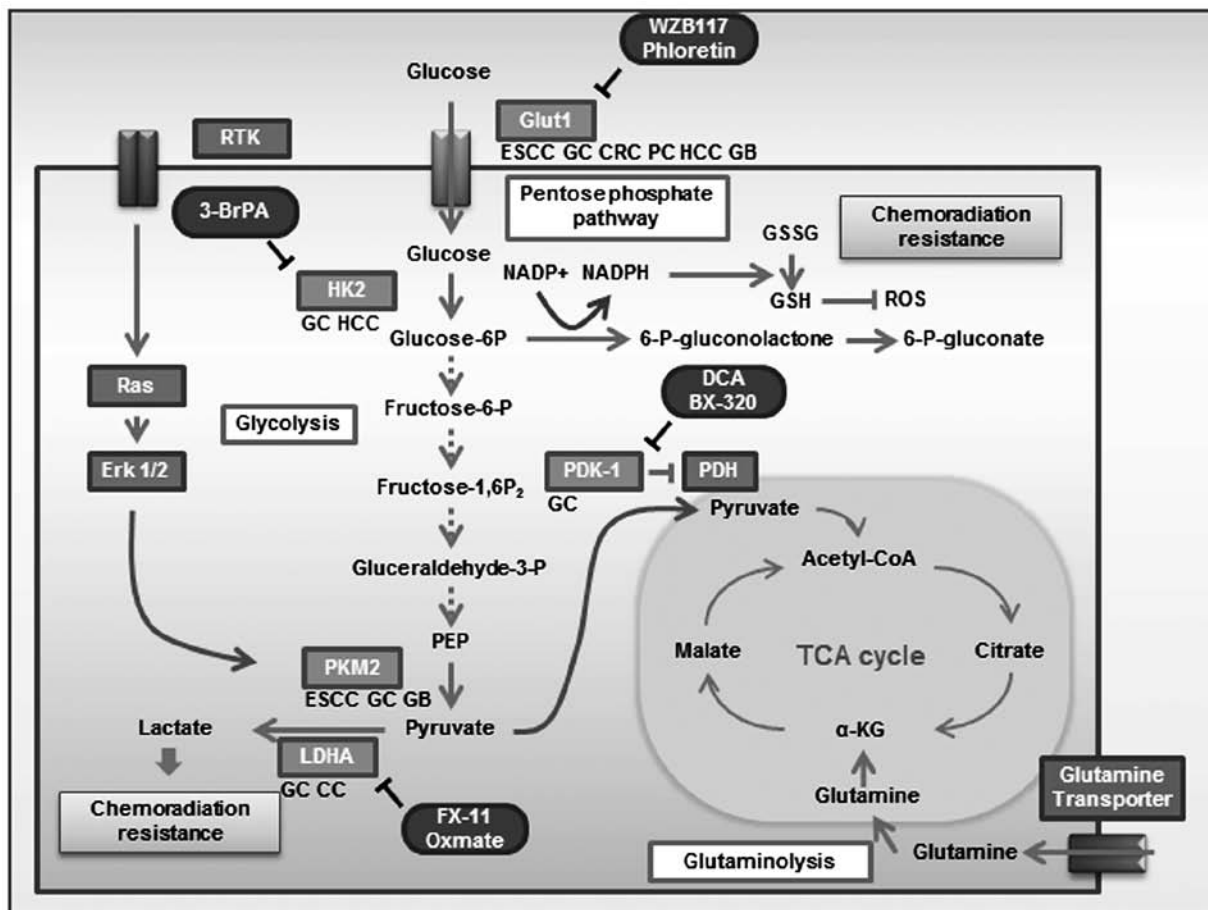 WZB117
Phloretin
Glucose
Glut1
RTK
ESCC GC CRC PC HCC GB
3-BrPA
Pentose phosphate
pathway
Chemoradiation
resistance
GSSG
Glucose
NADP+ NADPH
HK2
GSH
ROS
GC HCC
Glucose-6P
6-P-gluconolactone
6-P-gluconate
DCA
BX-320
Ras
Fructose-6-P
Glycolysis
Erk 1/2
PDK-1
PDH
Fructose-1,6P₂
GC
Pyruvate
Acetyl-CoA
Gluceraldehyde-3-P
PEP
Malate
TCA cycle
Citrate
PKM2
ESCC GC GB
Lactate
Pyruvate
α-KG
LDHA
GC CC
Glutamine
Glutamine
Transporter
Chemoradiation
resistance
FX-11
Oxmate
Glutaminolysis
Glutamine